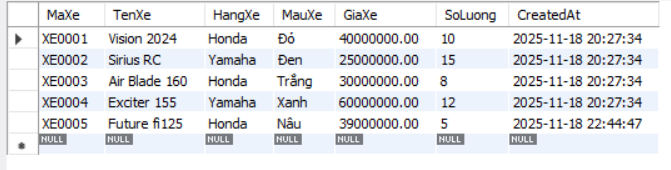 MaXe TenXe HangXe MauXe GiaXe SoLuong CreatedAt
XE0001 Vision 2024 Honda Đỏ 40000000.00 10 2025-11-18 20:27:34
XE0002 Sirius RC Yamaha Đen 25000000.00 15 2025-11-18 20:27:34
XE0003 Air Blade 160 Honda Trắng 30000000.00 8 2025-11-18 20:27:34
XE0004 Exciter 155 Yamaha Xanh 60000000.00 12 2025-11-18 20:27:34
XE0005 Future fi125 Honda Nâu 39000000.00 5 2025-11-18 22:44:47
NULL NULL NULL NULL NULL NULL NULL